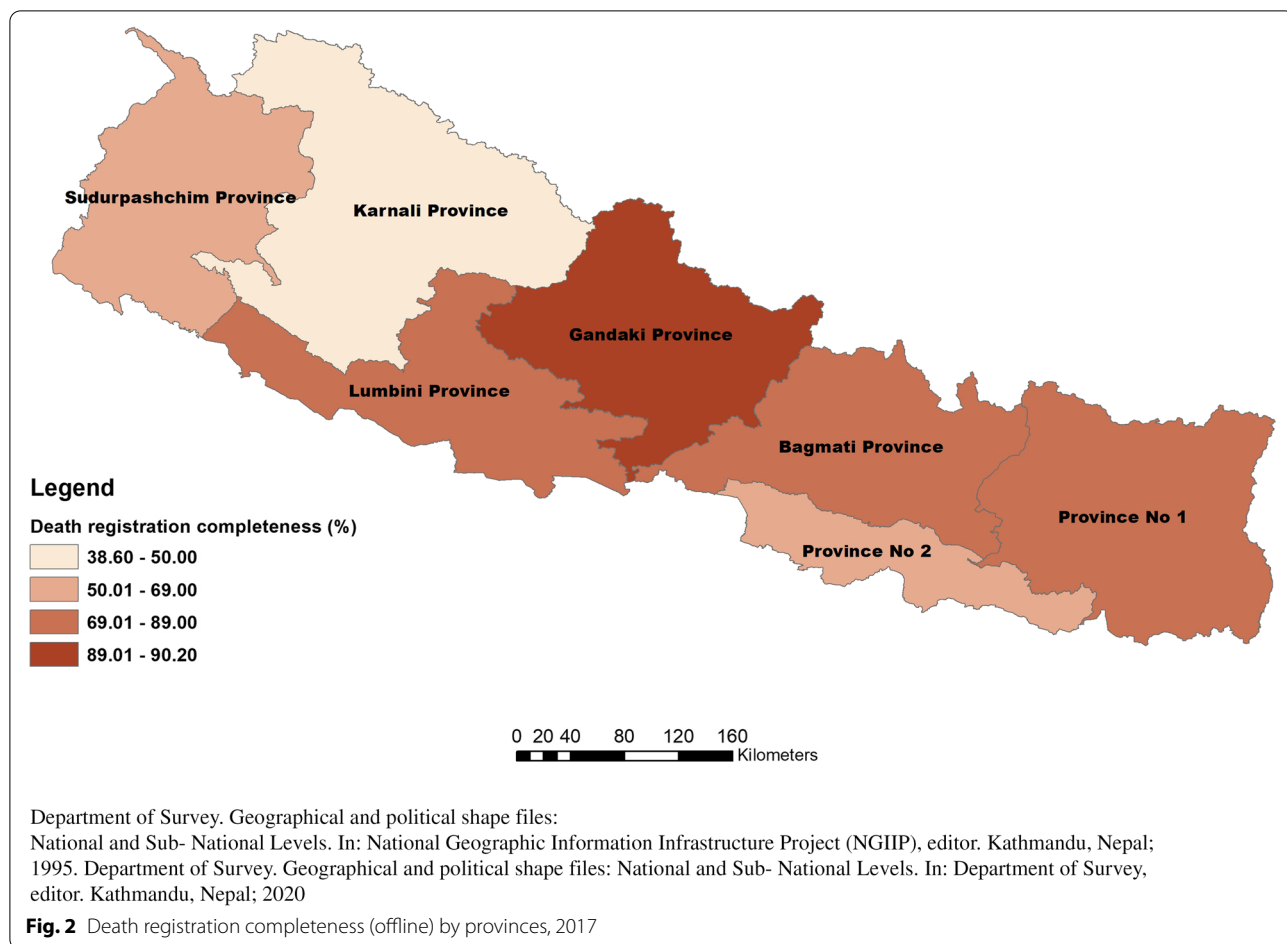 Sudurpashchim Province
Karnali Province
Gandaki Province
Lumbini Province
Bagmati Province
Province No 1
Province No 2
Legend
Death registration completeness (%)
38.60 - 50.00
50.01 - 69.00
69.01 - 89.00
89.01 - 90.20
0 20 40 80 120 160
Kilometers
Department of Survey. Geographical and political shape files:
National and Sub- National Levels. In: National Geographic Information Infrastructure Project (NGIIP), editor. Kathmandu, Nepal;
1995. Department of Survey. Geographical and political shape files: National and Sub- National Levels. In: Department of Survey,
editor. Kathmandu, Nepal; 2020
Fig. 2 Death registration completeness (offline) by provinces, 2017